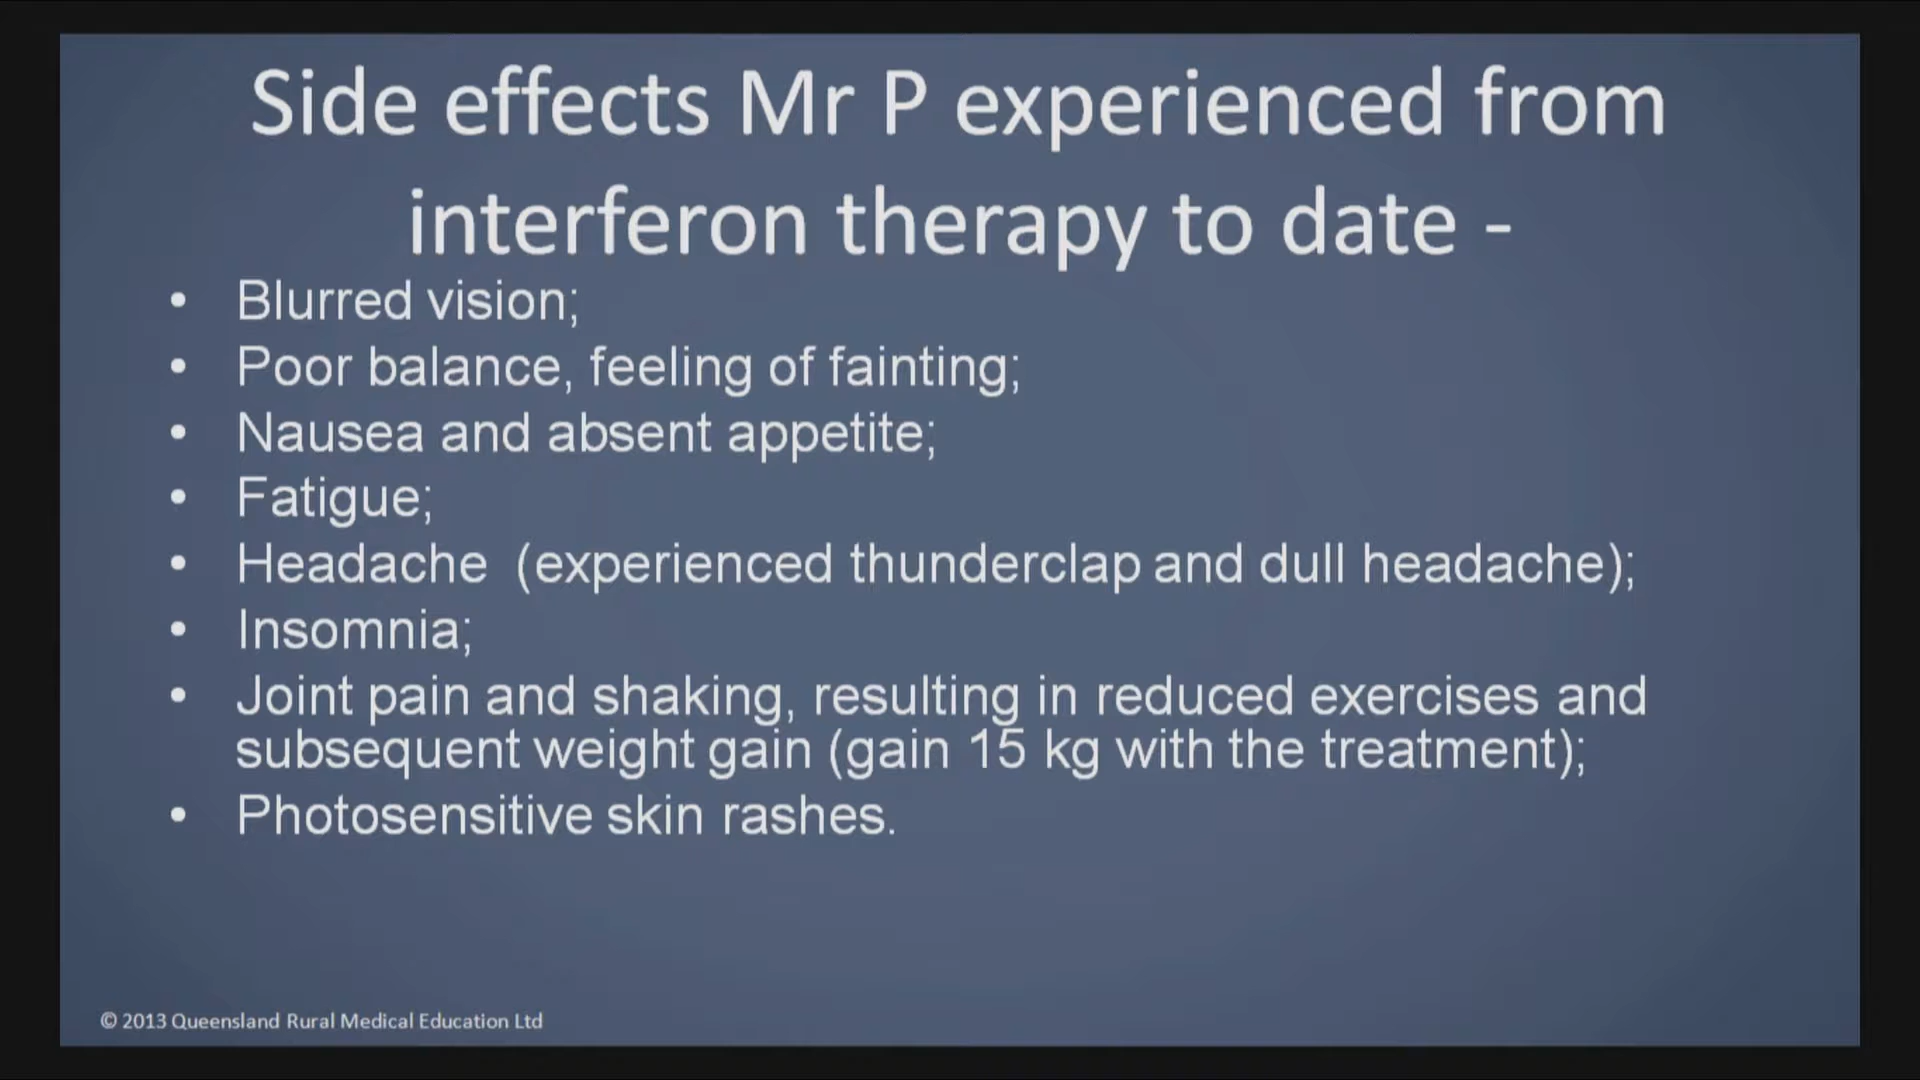 Side effects Mr P experienced from
interferon therapy to date -
• Blurred vision;
• Poor balance, feeling of fainting;
• Nausea and absent appetite;
• Fatigue;
• Headache  (experienced thunderclap and dull headache);
• Insomnia;
• Joint pain and shaking, resulting in reduced exercises and
subsequent weight gain (gain 15 kg with the treatment);
• Photosensitive skin rashes.
© 2013 Queensland Rural Medical Education Ltd